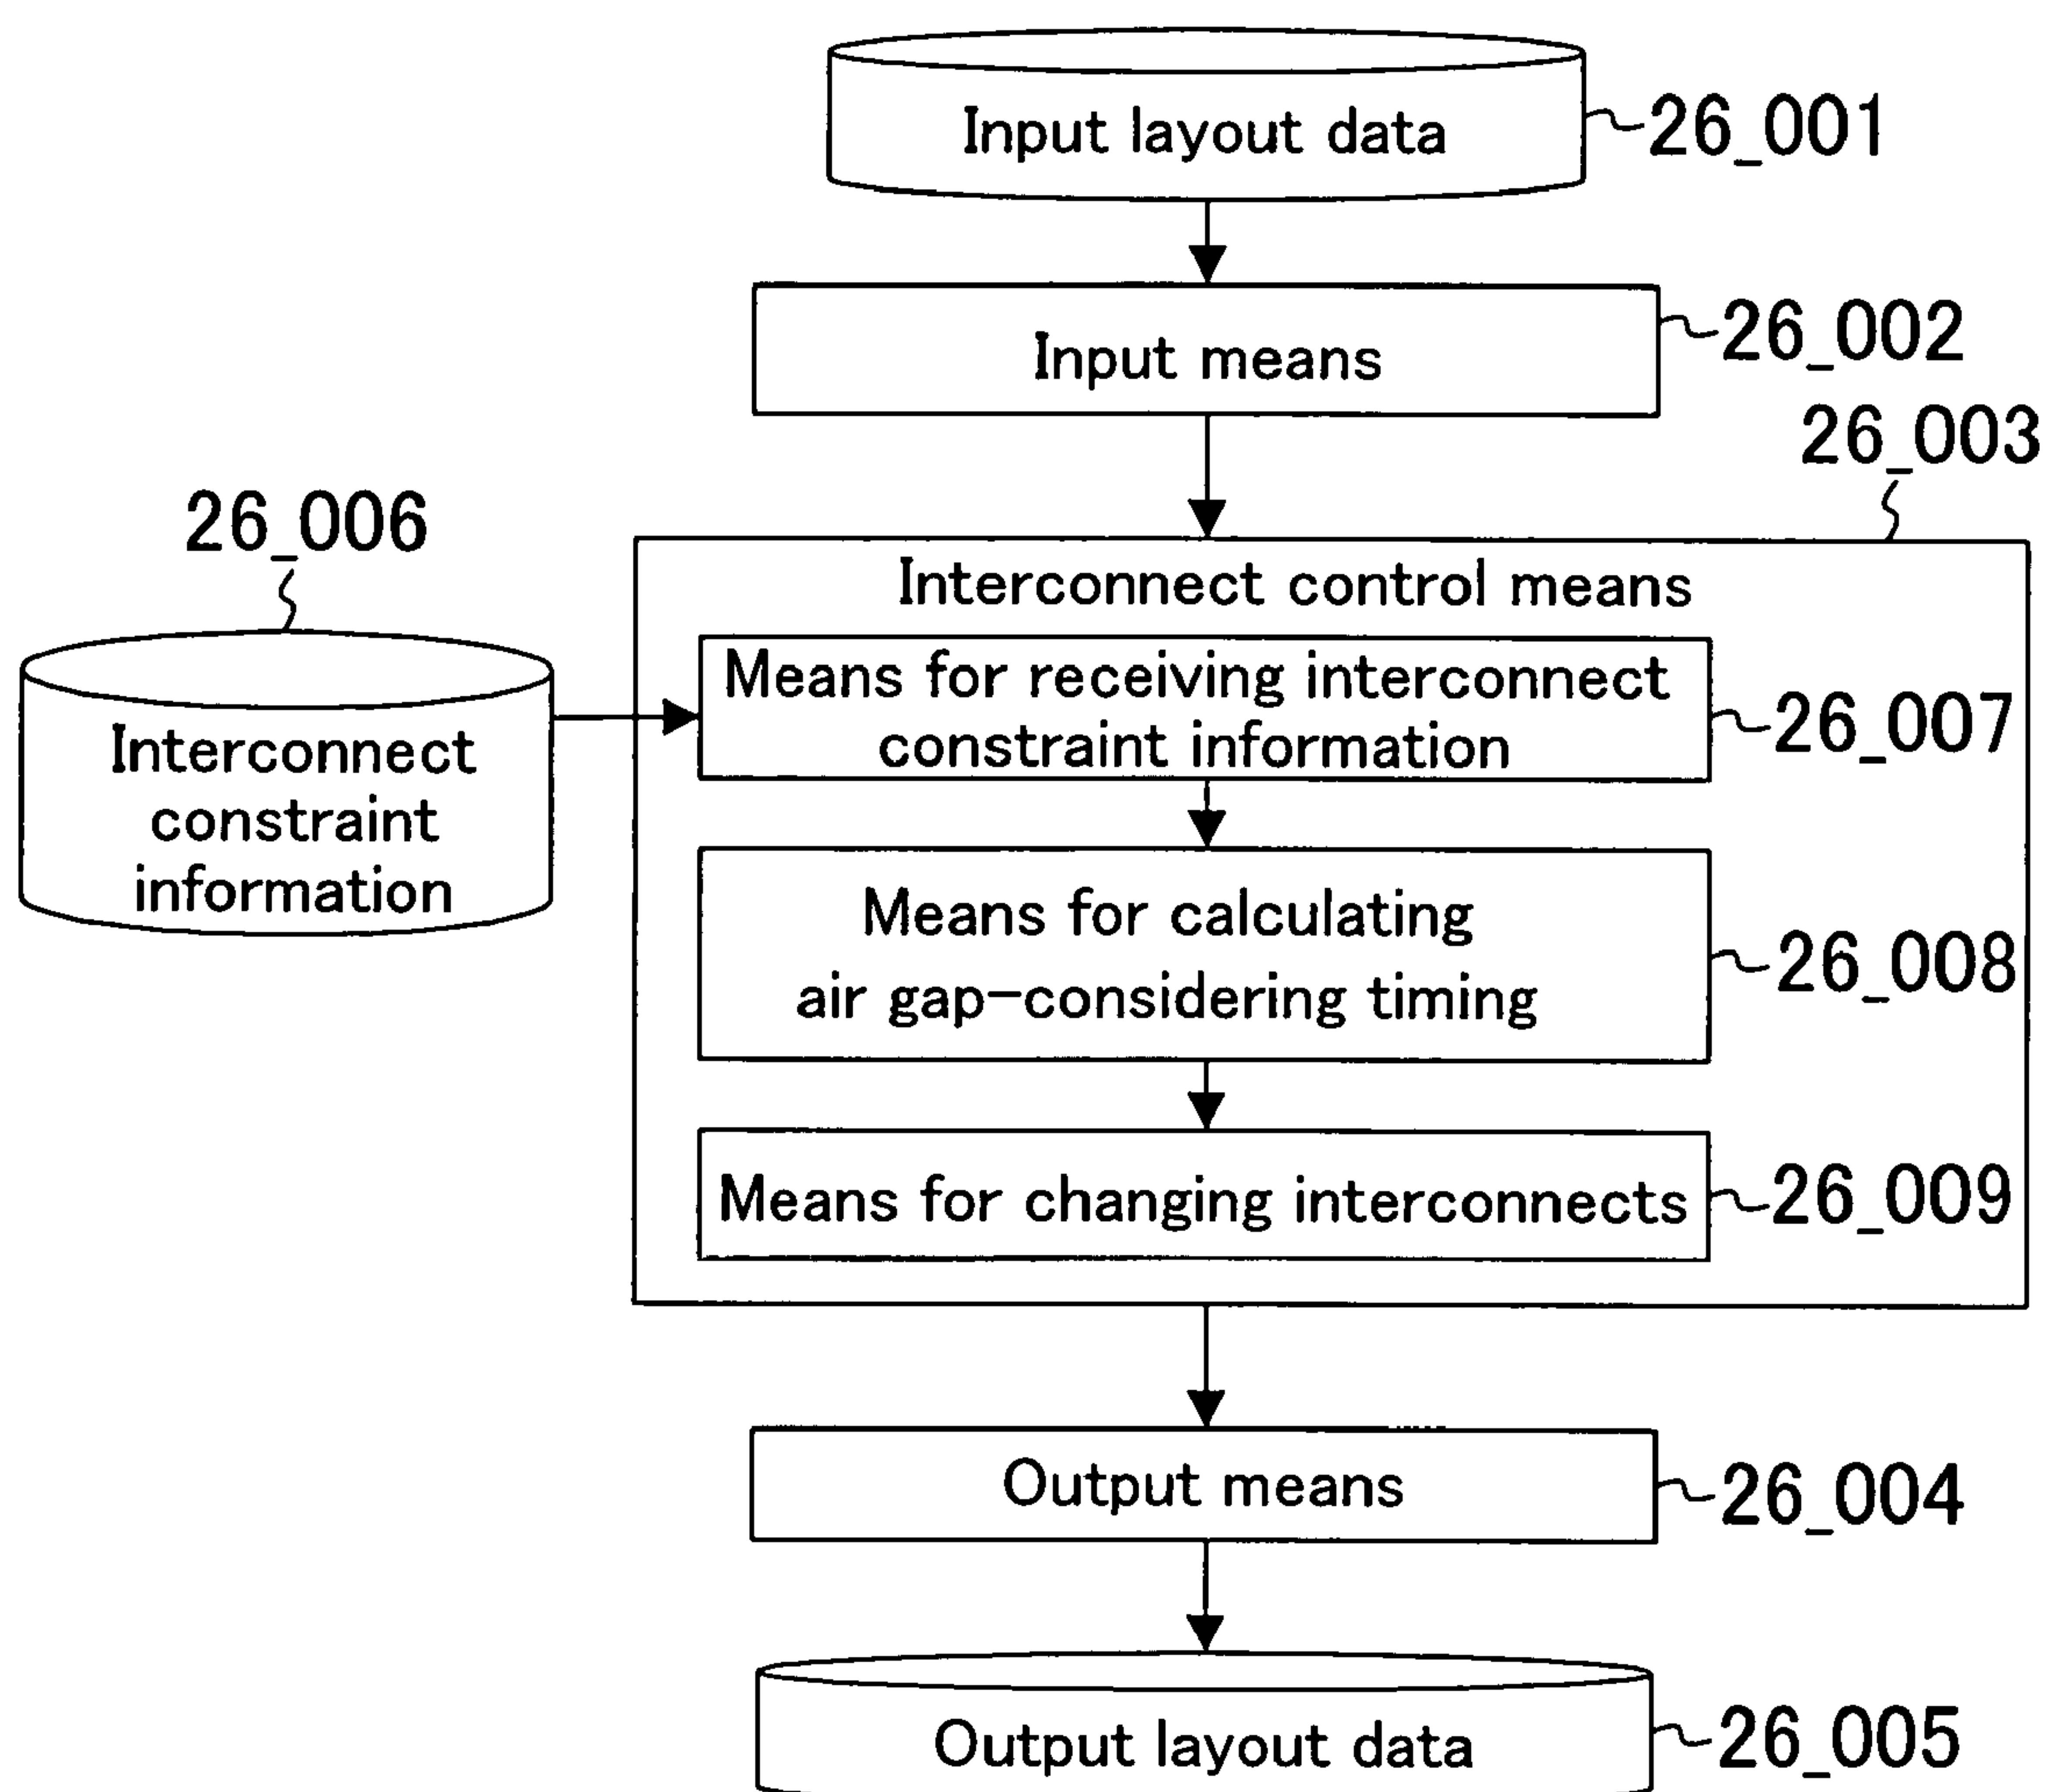 Input layout data
26_001
Input means
26_002
26_003
26_006
Interconnect control means
Means for receiving interconnect
constraint information
26_007
Interconnect
constraint
information
Means for calculating
air gap-considering timing
26_008
Means for changing interconnects
26_009
Output means
26_004
Output layout data
26_005